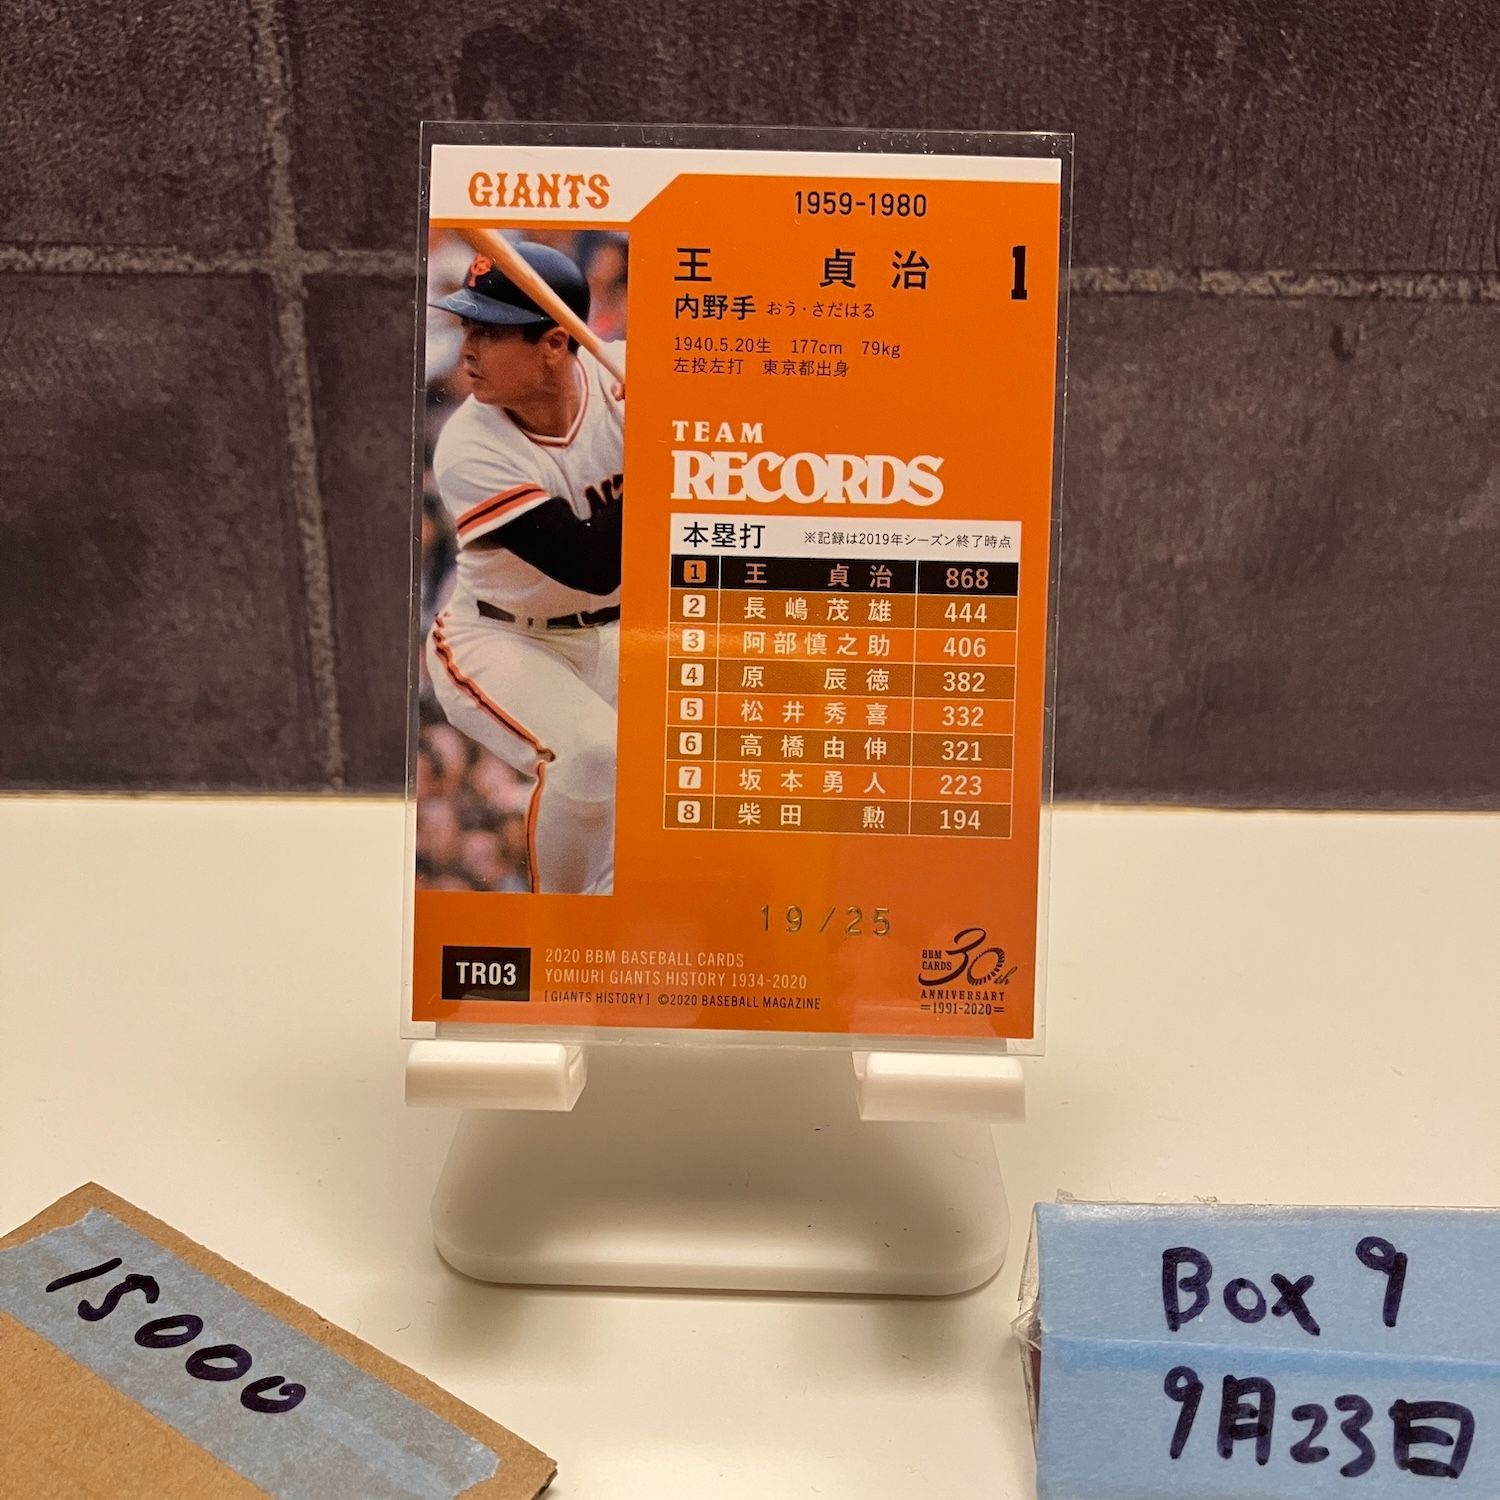 GIANTS
1959-1980
王 貞治 1
内野手 おう・さだはる
1940.5.20生 177cm 79kg
左投左打 東京都出身
TEAM
RECORDS
本塁打 ※記録は2019年シーズン終了時点
1 王 貞治 868
2 長嶋茂雄 444
3 阿部慎之助 406
4 原 辰徳 382
5 松井秀喜 332
6 高橋由伸 321
7 坂本勇人 223
8 柴田 勲 194
19/25
TR03
2020 BBM BASEBALL CARDS
YOMIURI GIANTS HISTORY 1934-2020
[GIANTS HISTORY] ©2020 BASEBALL MAGAZINE
BBM
CARDS
30th
ANNIVERSARY
=1991-2020=
15000
Box 9
9月23日